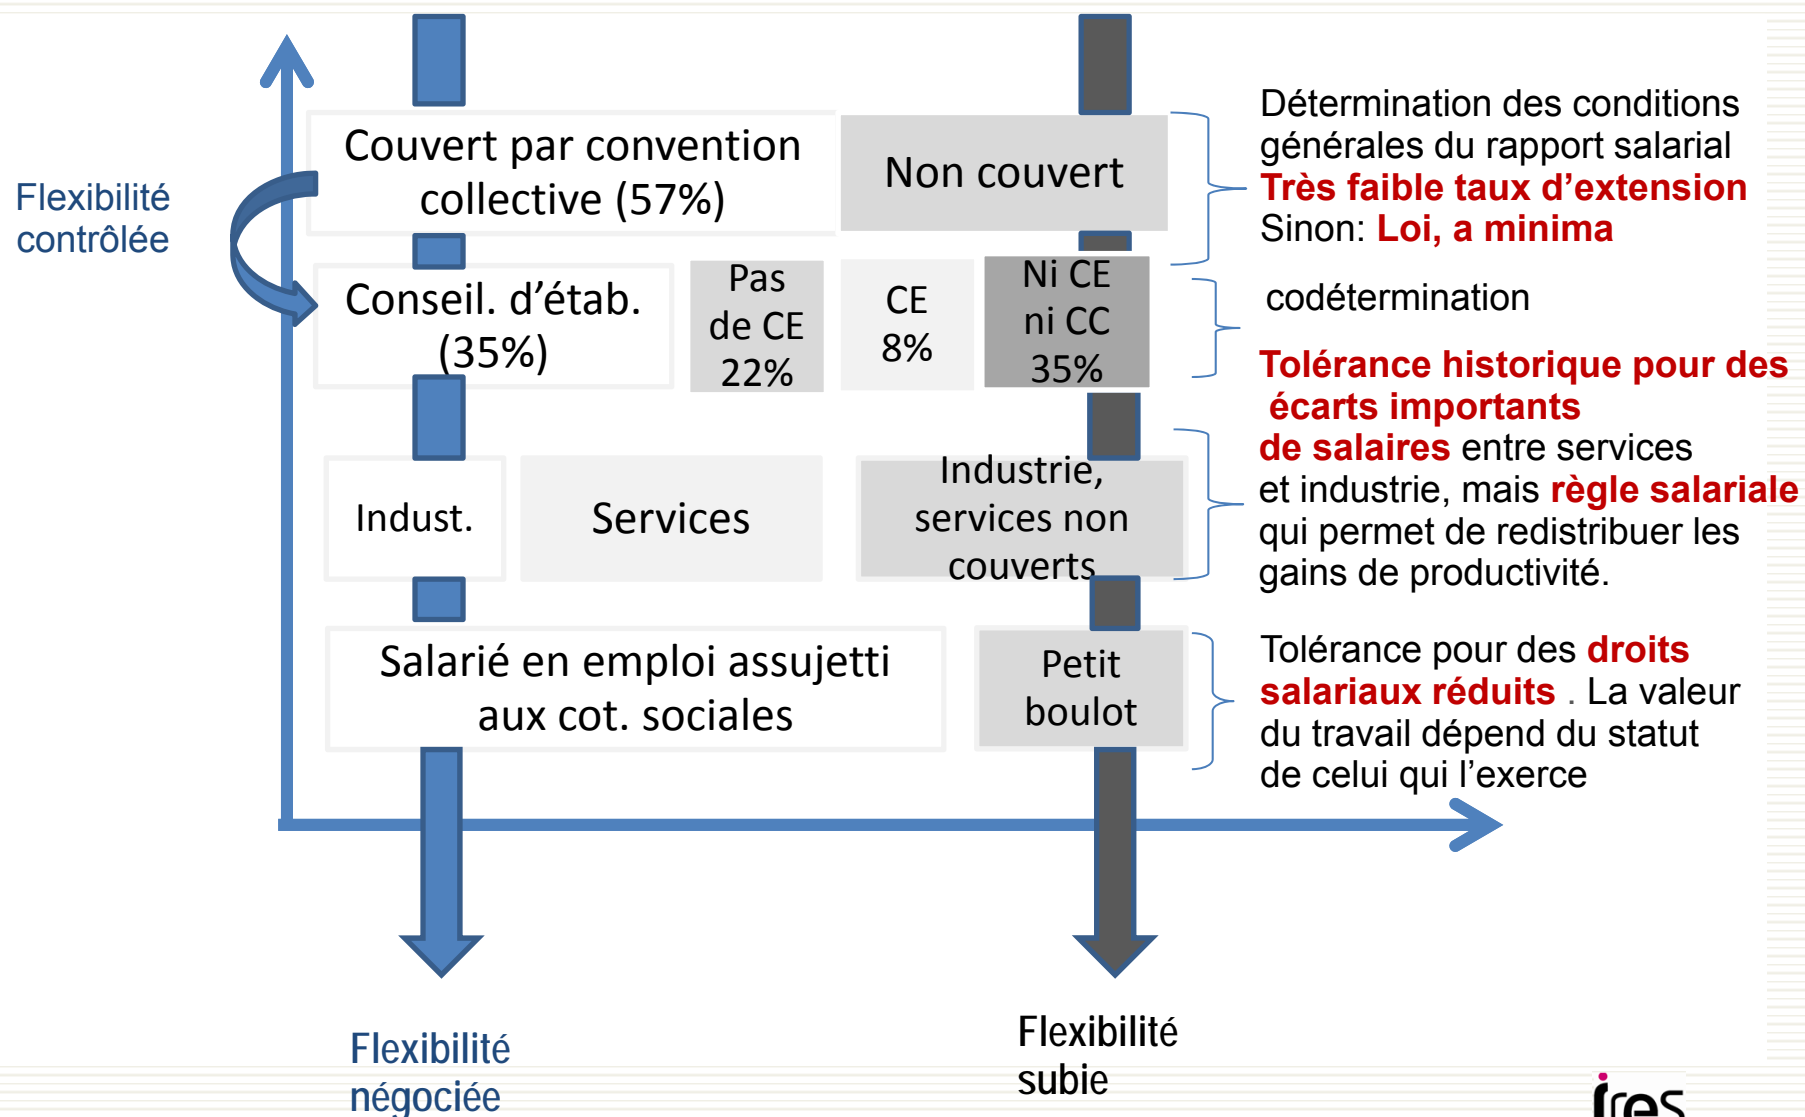 Flexibilité
contrôlée
Couvert par convention
collective (57%)
Non couvert
Détermination des conditions
générales du rapport salarial
Très faible taux d’extension
Sinon: Loi, a minima
Conseil. d’étab.
(35%)
Pas
de CE
22%
CE
8%
Ni CE
ni CC
35%
codétermination
Indust.
Services
Industrie,
services non
couverts
Tolérance historique pour des
écarts importants
de salaires entre services
et industrie, mais règle salariale
qui permet de redistribuer les
gains de productivité.
Salarié en emploi assujetti
aux cot. sociales
Petit
boulot
Tolérance pour des droits
salariaux réduits . La valeur
du travail dépend du statut
de celui qui l’exerce
Flexibilité
négociée
Flexibilité
subie
ires